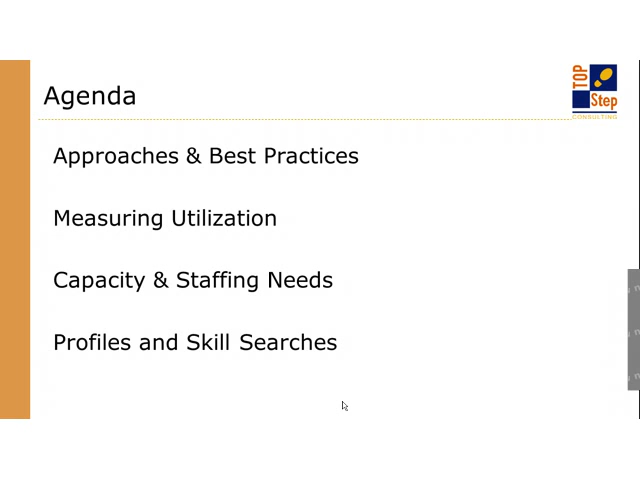 TOP
Step
CONSULTING
Agenda
Approaches & Best Practices
Measuring Utilization
Capacity & Staffing Needs
Profiles and Skill Searches